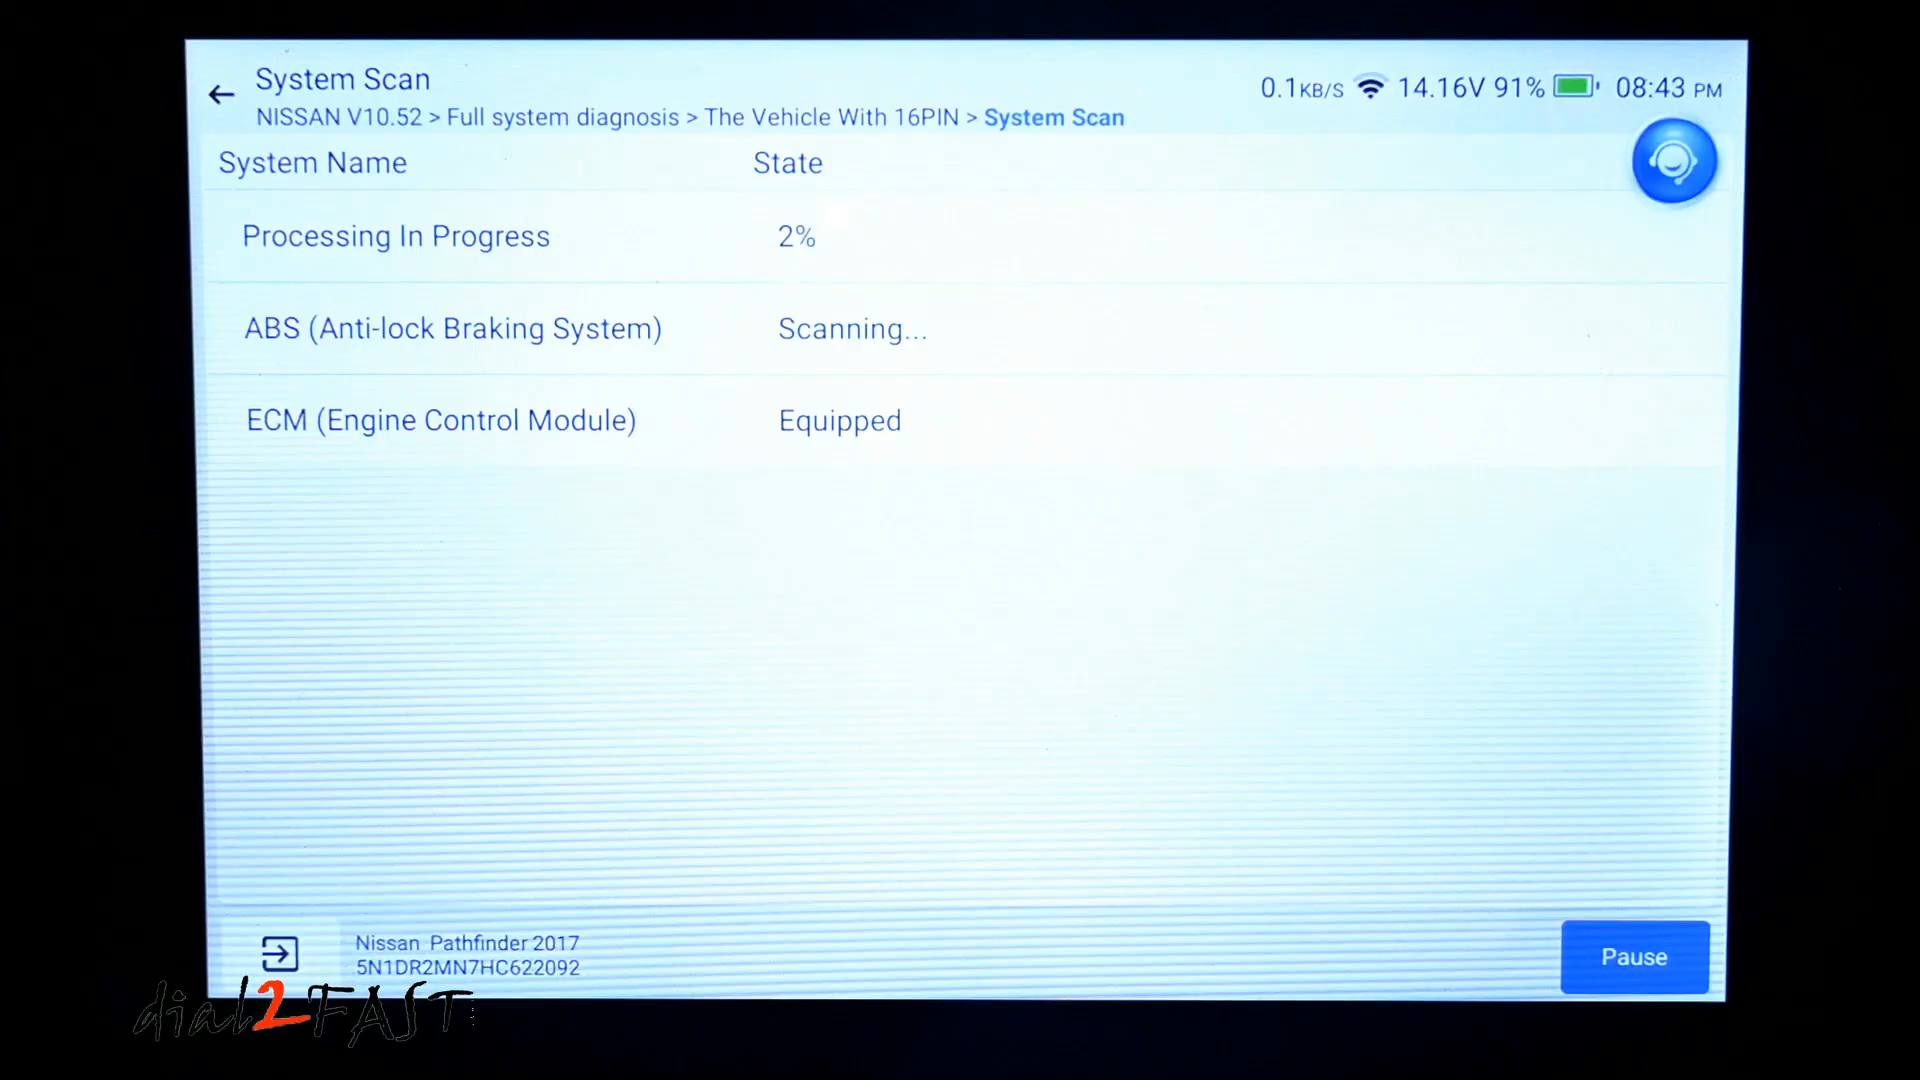 System Scan
0.1KB/S 14.16V 91% 08:43 PM
NISSAN V10.52 > Full system diagnosis > The Vehicle With 16PIN > System Scan
System Name State
Processing In Progress 2%
ABS (Anti-lock Braking System) Scanning...
ECM (Engine Control Module) Equipped
Nissan Pathfinder 2017
5N1DR2MN7HC622092
Pause
dial2FAST